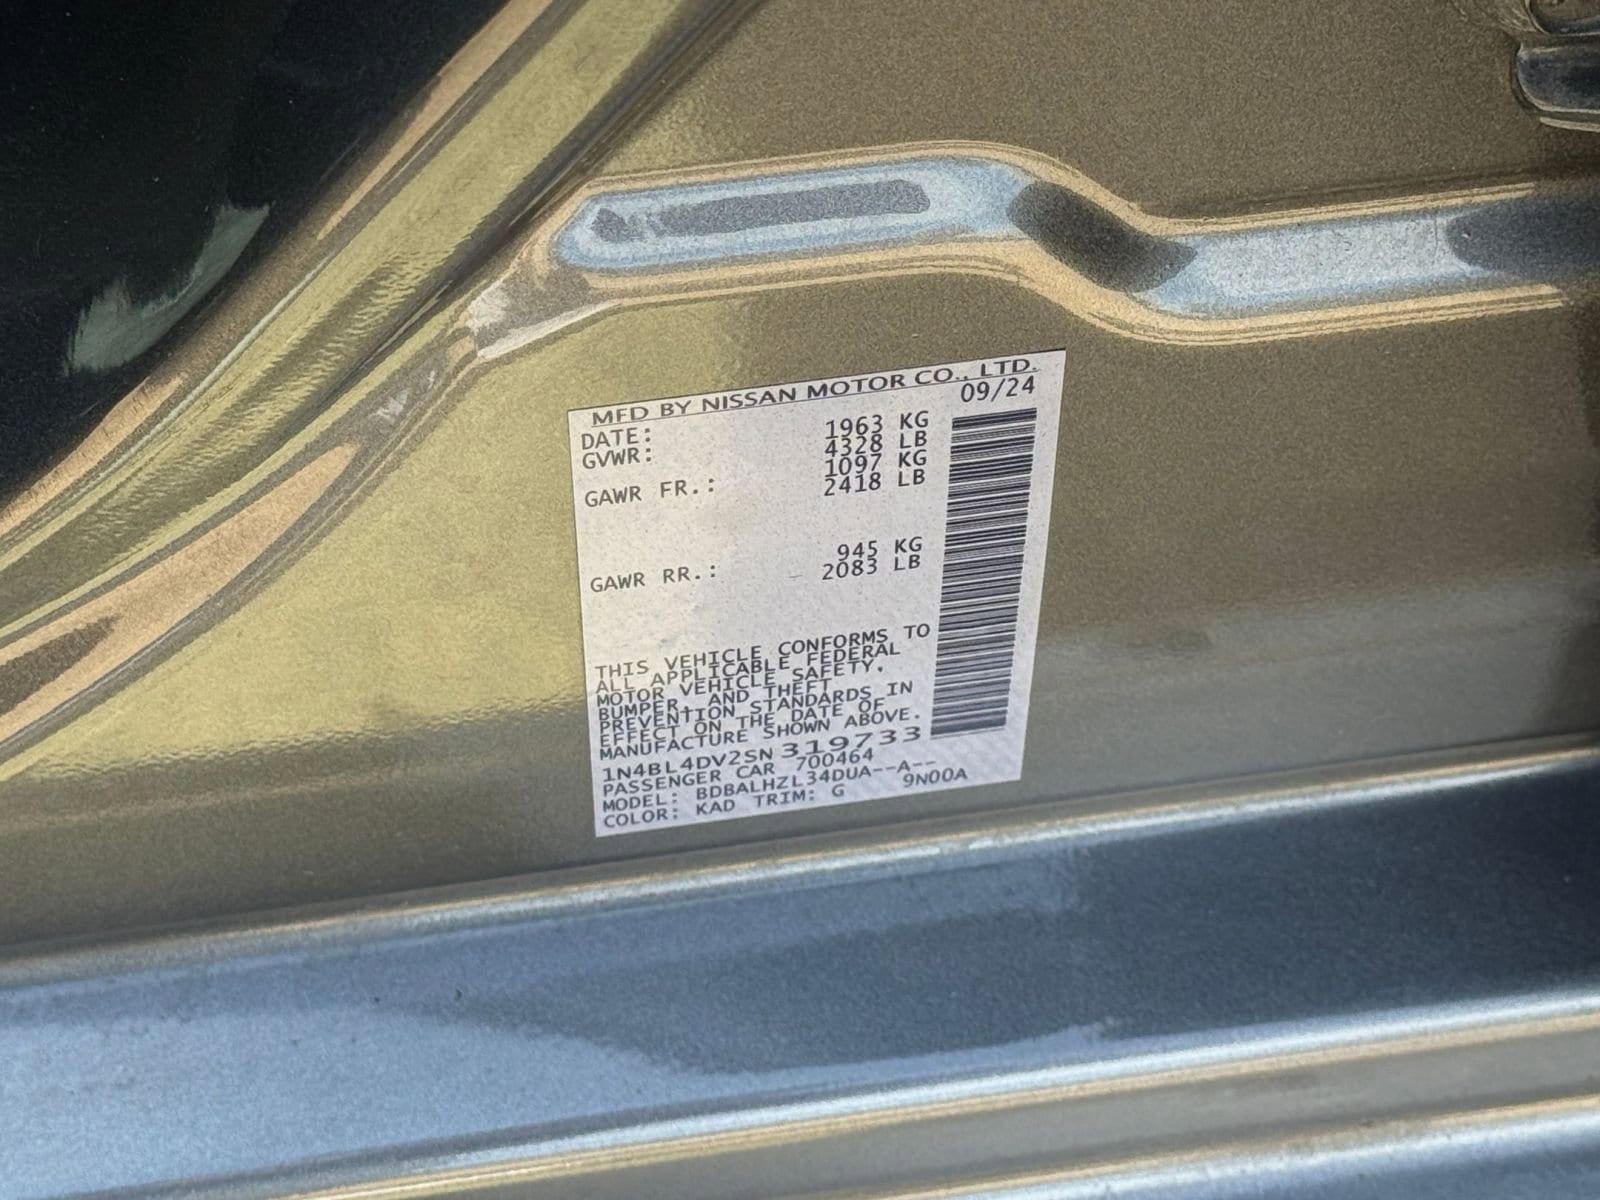 MFD BY NISSAN MOTOR CO., LTD.
DATE: 09/24
GVWR: 1963 KG
4328 LB
GAWR FR.: 1097 KG
2418 LB
GAWR RR.: 945 KG
2083 LB
THIS VEHICLE CONFORMS TO
ALL APPLICABLE FEDERAL
MOTOR VEHICLE SAFETY,
BUMPER, AND THEFT
PREVENTION STANDARDS IN
EFFECT ON THE DATE OF
MANUFACTURE SHOWN ABOVE.
1N4BL4DV2SN319733
PASSENGER CAR 700464
MODEL: BDBALHZL34DUA--A--
COLOR: KAD TRIM: G 9N00A